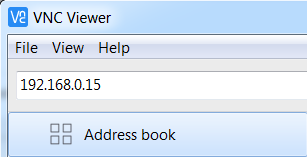 VNC Viewer
File View Help
192.168.0.15
Address book